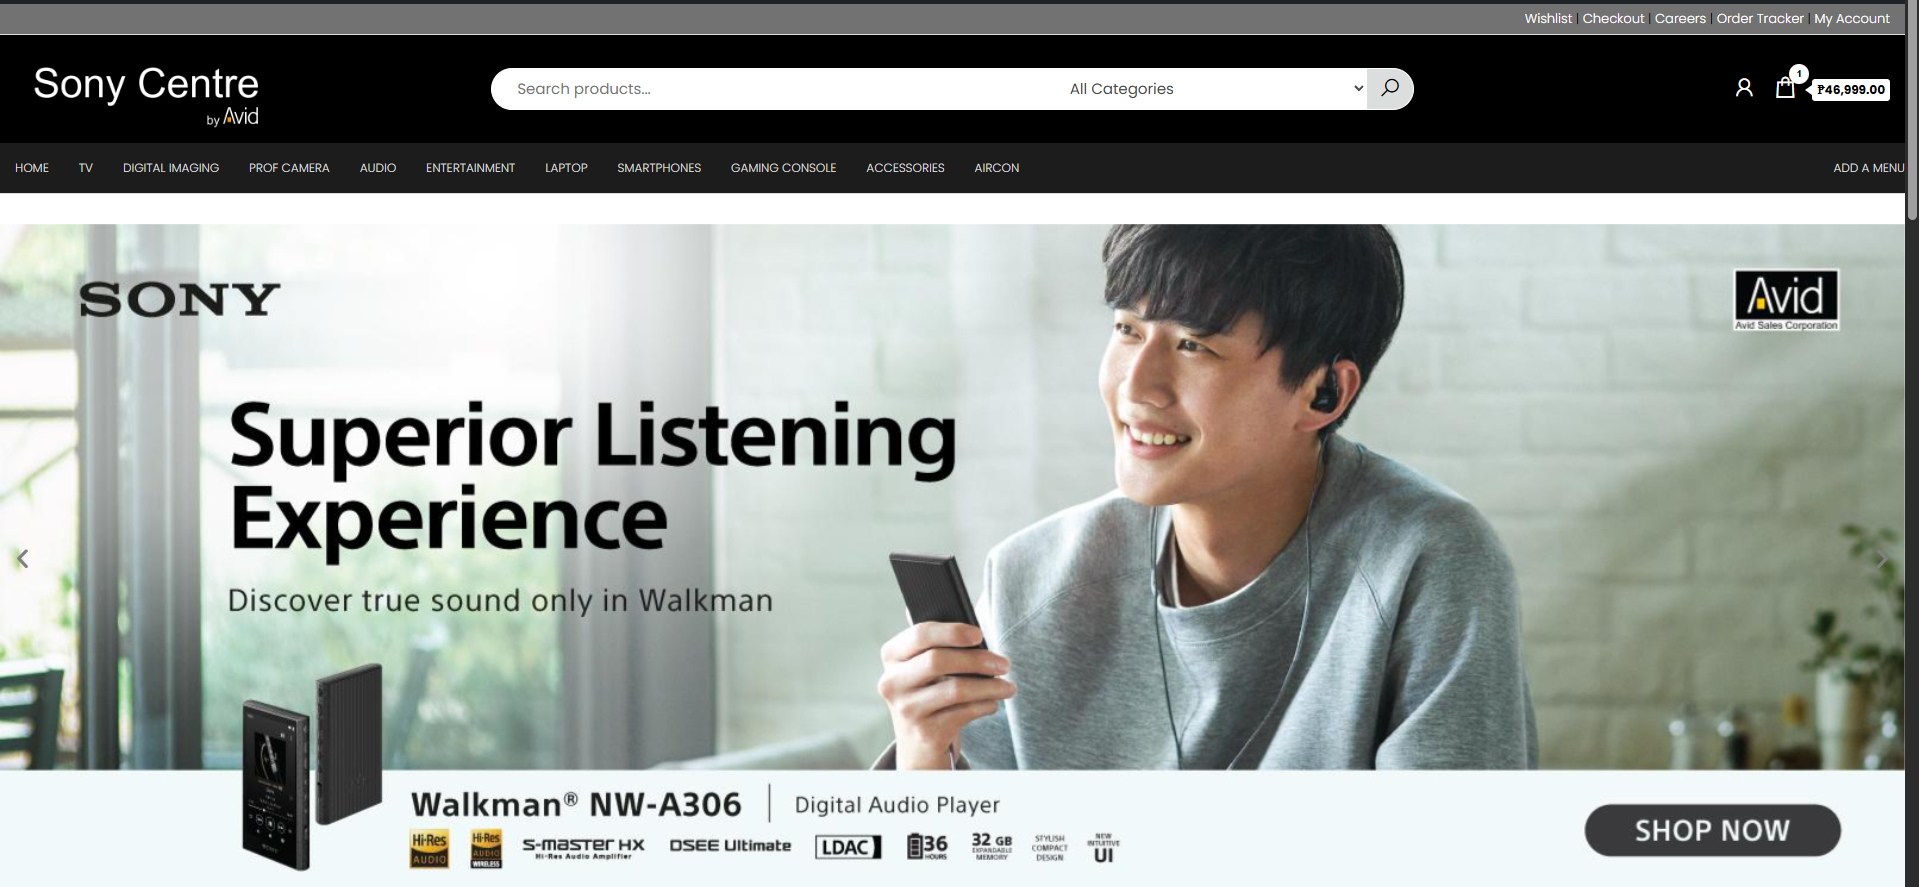 Wishlist | Checkout | Careers | Order Tracker | My Account
Sony Centre
by Avid
Search products...
All Categories
1
₱46,999.00
HOME TV DIGITAL IMAGING PROF CAMERA AUDIO ENTERTAINMENT LAPTOP SMARTPHONES GAMING CONSOLE ACCESSORIES AIRCON ADD A MENU
SONY
Avid
Avid Sales Corporation
Superior Listening
Experience
Discover true sound only in Walkman
Walkman® NW-A306 | Digital Audio Player
Hi-Res
AUDIO
Hi-Res
AUDIO
WIRELESS
S-MASTER HX
Hi-Res Audio Amplifier
DSEE Ultimate
LDAC
36
HOURS
32 GB
EXPANDABLE
MEMORY
STYLISH
COMPACT
DESIGN
NEW
INTUITIVE
UI
SHOP NOW